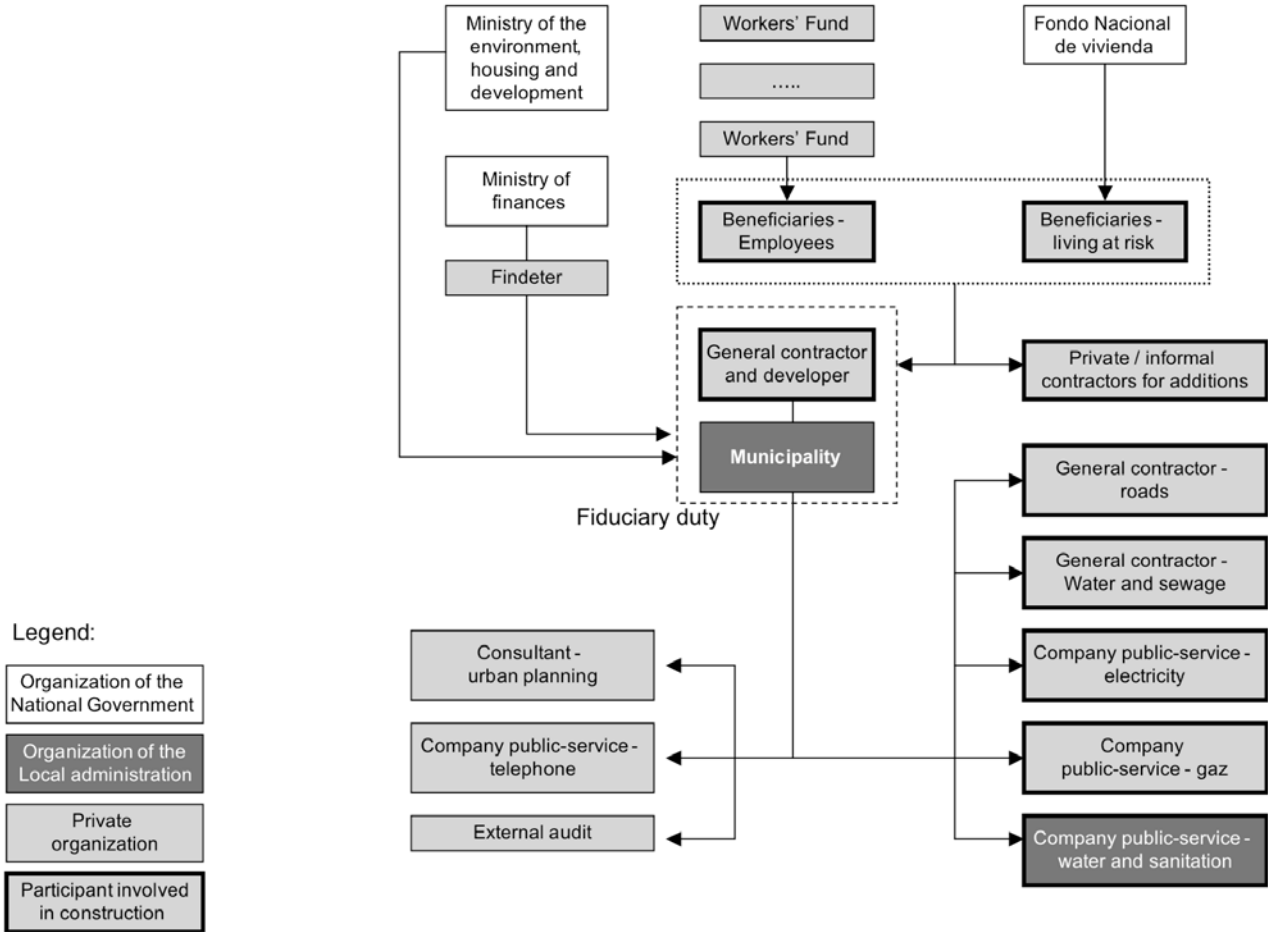 Ministry of the
environment,
housing and
development
Workers’ Fund
…..
Workers’ Fund
Fondo Nacional
de vivienda
Ministry of
finances
Findeter
Beneficiaries -
Employees
Beneficiaries -
living at risk
General contractor
and developer
Municipality
Fiduciary duty
Private / informal
contractors for additions
General contractor -
roads
General contractor -
Water and sewage
Company public-service -
electricity
Company
public-service - gaz
Company public-service -
water and sanitation
Consultant -
urban planning
Company public-service -
telephone
External audit
Legend:
Organization of the
National Government
Organization of the
Local administration
Private
organization
Participant involved
in construction